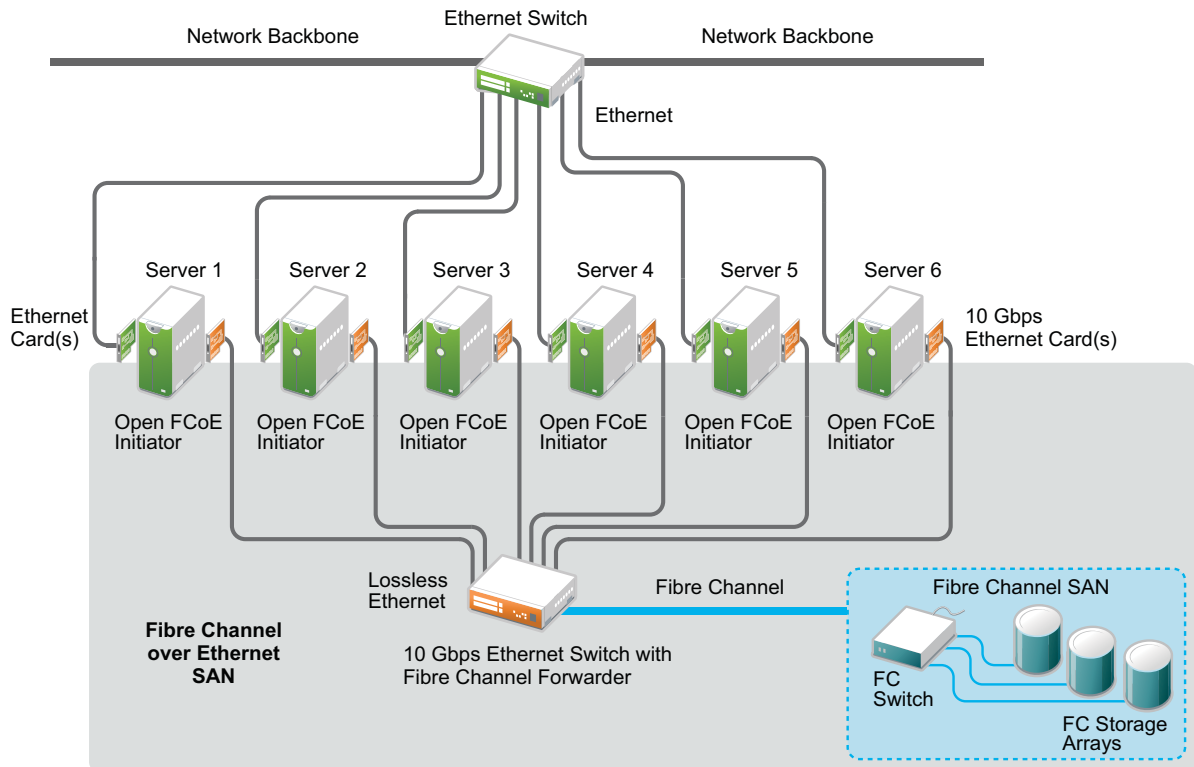 Ethernet Switch
Network Backbone
Network Backbone
Ethernet
Server 1
Server 2
Server 3
Server 4
Server 5
Server 6
Ethernet
Card(s)
10 Gbps
Ethernet Card(s)
Open FCoE
Initiator
Open FCoE
Initiator
Open FCoE
Initiator
Open FCoE
Initiator
Open FCoE
Initiator
Open FCoE
Initiator
Lossless
Ethernet
Fibre Channel
Fibre Channel SAN
Fibre Channel
over Ethernet
SAN
10 Gbps Ethernet Switch with
Fibre Channel Forwarder
FC
Switch
FC Storage
Arrays